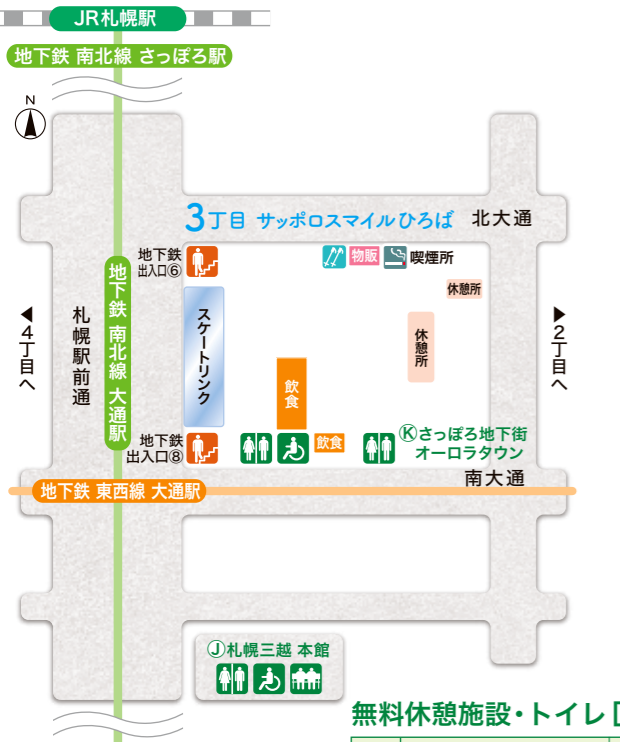 JR札幌駅
地下鉄 南北線 さっぽろ駅
N
3丁目 サッポロスマイルひろば
北大通
地下鉄
出入口⑥
物販
喫煙所
休憩所
地下鉄 南北線 大通駅
札幌駅前通
◀4丁目へ
スケートリンク
飲食
休憩所
▶2丁目へ
地下鉄
出入口⑧
飲食
Ⓚさっぽろ地下街
オーロラタウン
南大通
地下鉄 東西線 大通駅
Ⓙ札幌三越 本館
無料休憩施設・トイレ[